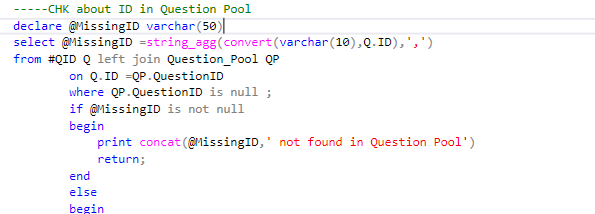 -----CHK about ID in Question Pool
declare @MissingID varchar(50)
select @MissingID =string_agg(convert(varchar(10),Q.ID),',')
from #QID Q left join Question_Pool QP
on Q.ID =QP.QuestionID
where QP.QuestionID is null ;
if @MissingID is not null
begin
print concat(@MissingID,' not found in Question Pool')
return;
end
else
begin